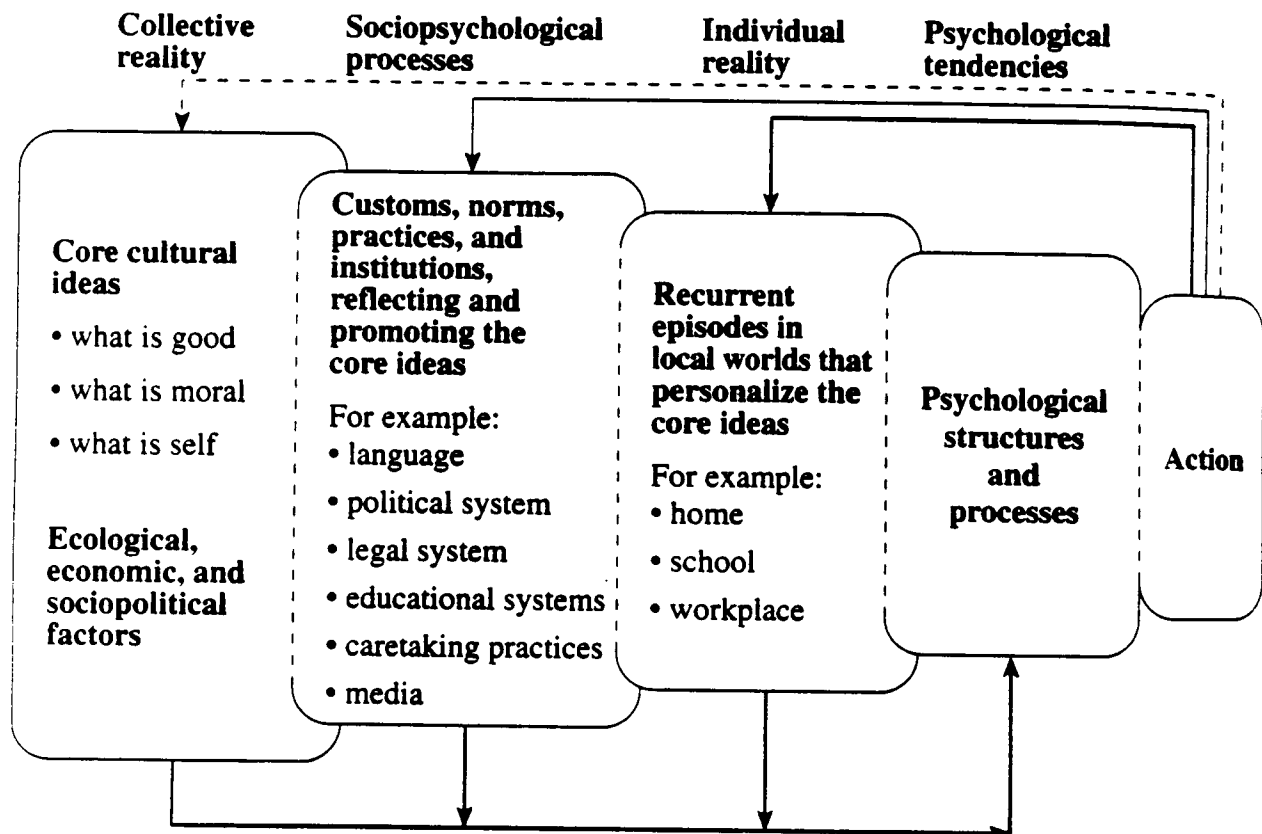 Collective
reality
Sociopsychological
processes
Individual
reality
Psychological
tendencies
Core cultural
ideas
• what is good
• what is moral
• what is self
Ecological,
economic, and
sociopolitical
factors
Customs, norms,
practices, and
institutions,
reflecting and
promoting the
core ideas
For example:
• language
• political system
• legal system
• educational systems
• caretaking practices
• media
Recurrent
episodes in
local worlds that
personalize the
core ideas
For example:
• home
• school
• workplace
Psychological
structures
and
processes
Action